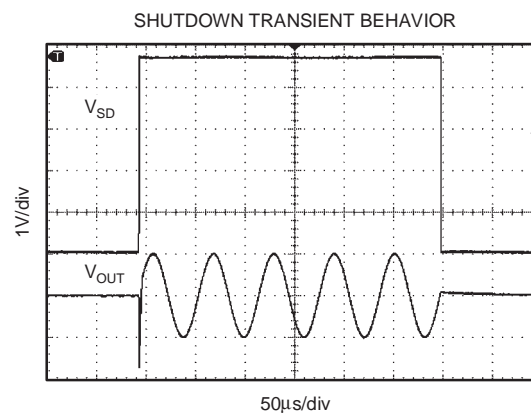 SHUTDOWN TRANSIENT BEHAVIOR
T
V_SD
1V/div
V_OUT
50μs/div